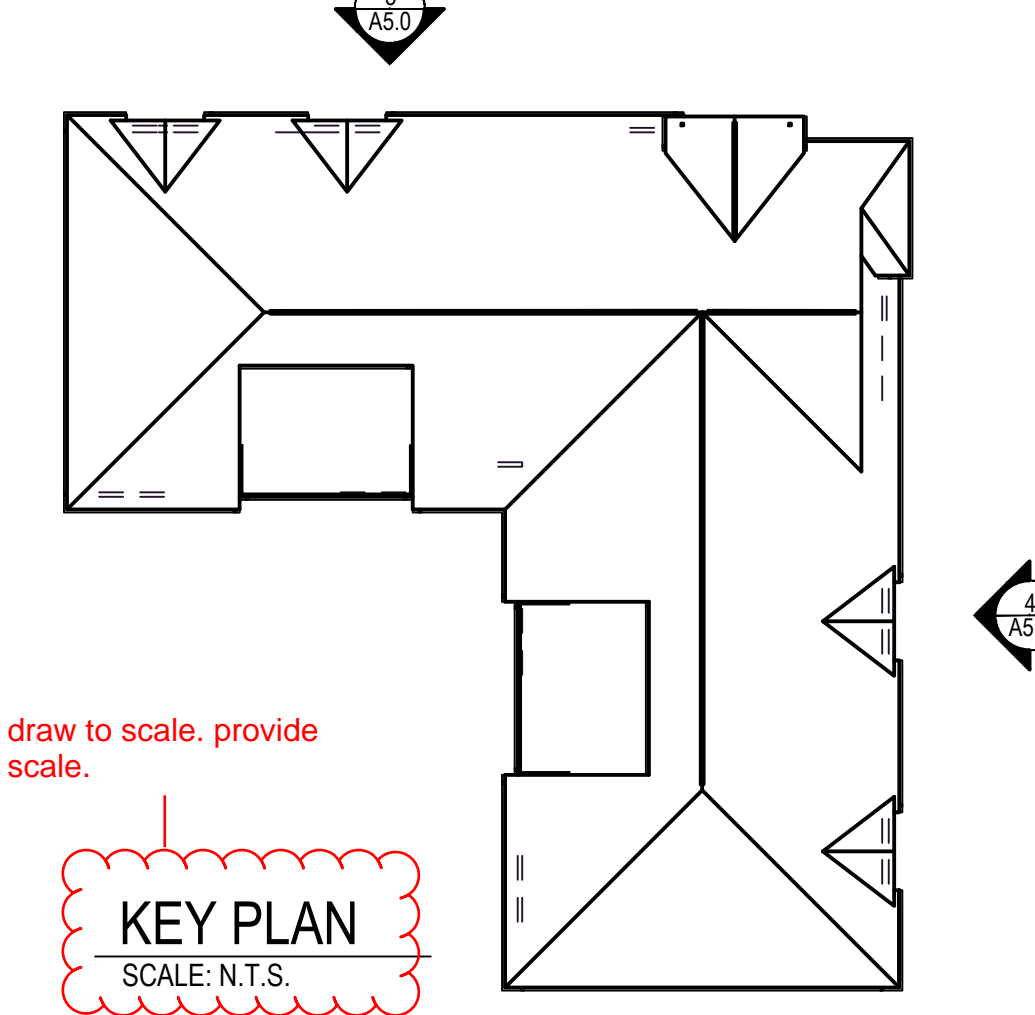 A5.0
4
A5
draw to scale. provide
scale.
KEY PLAN
SCALE: N.T.S.